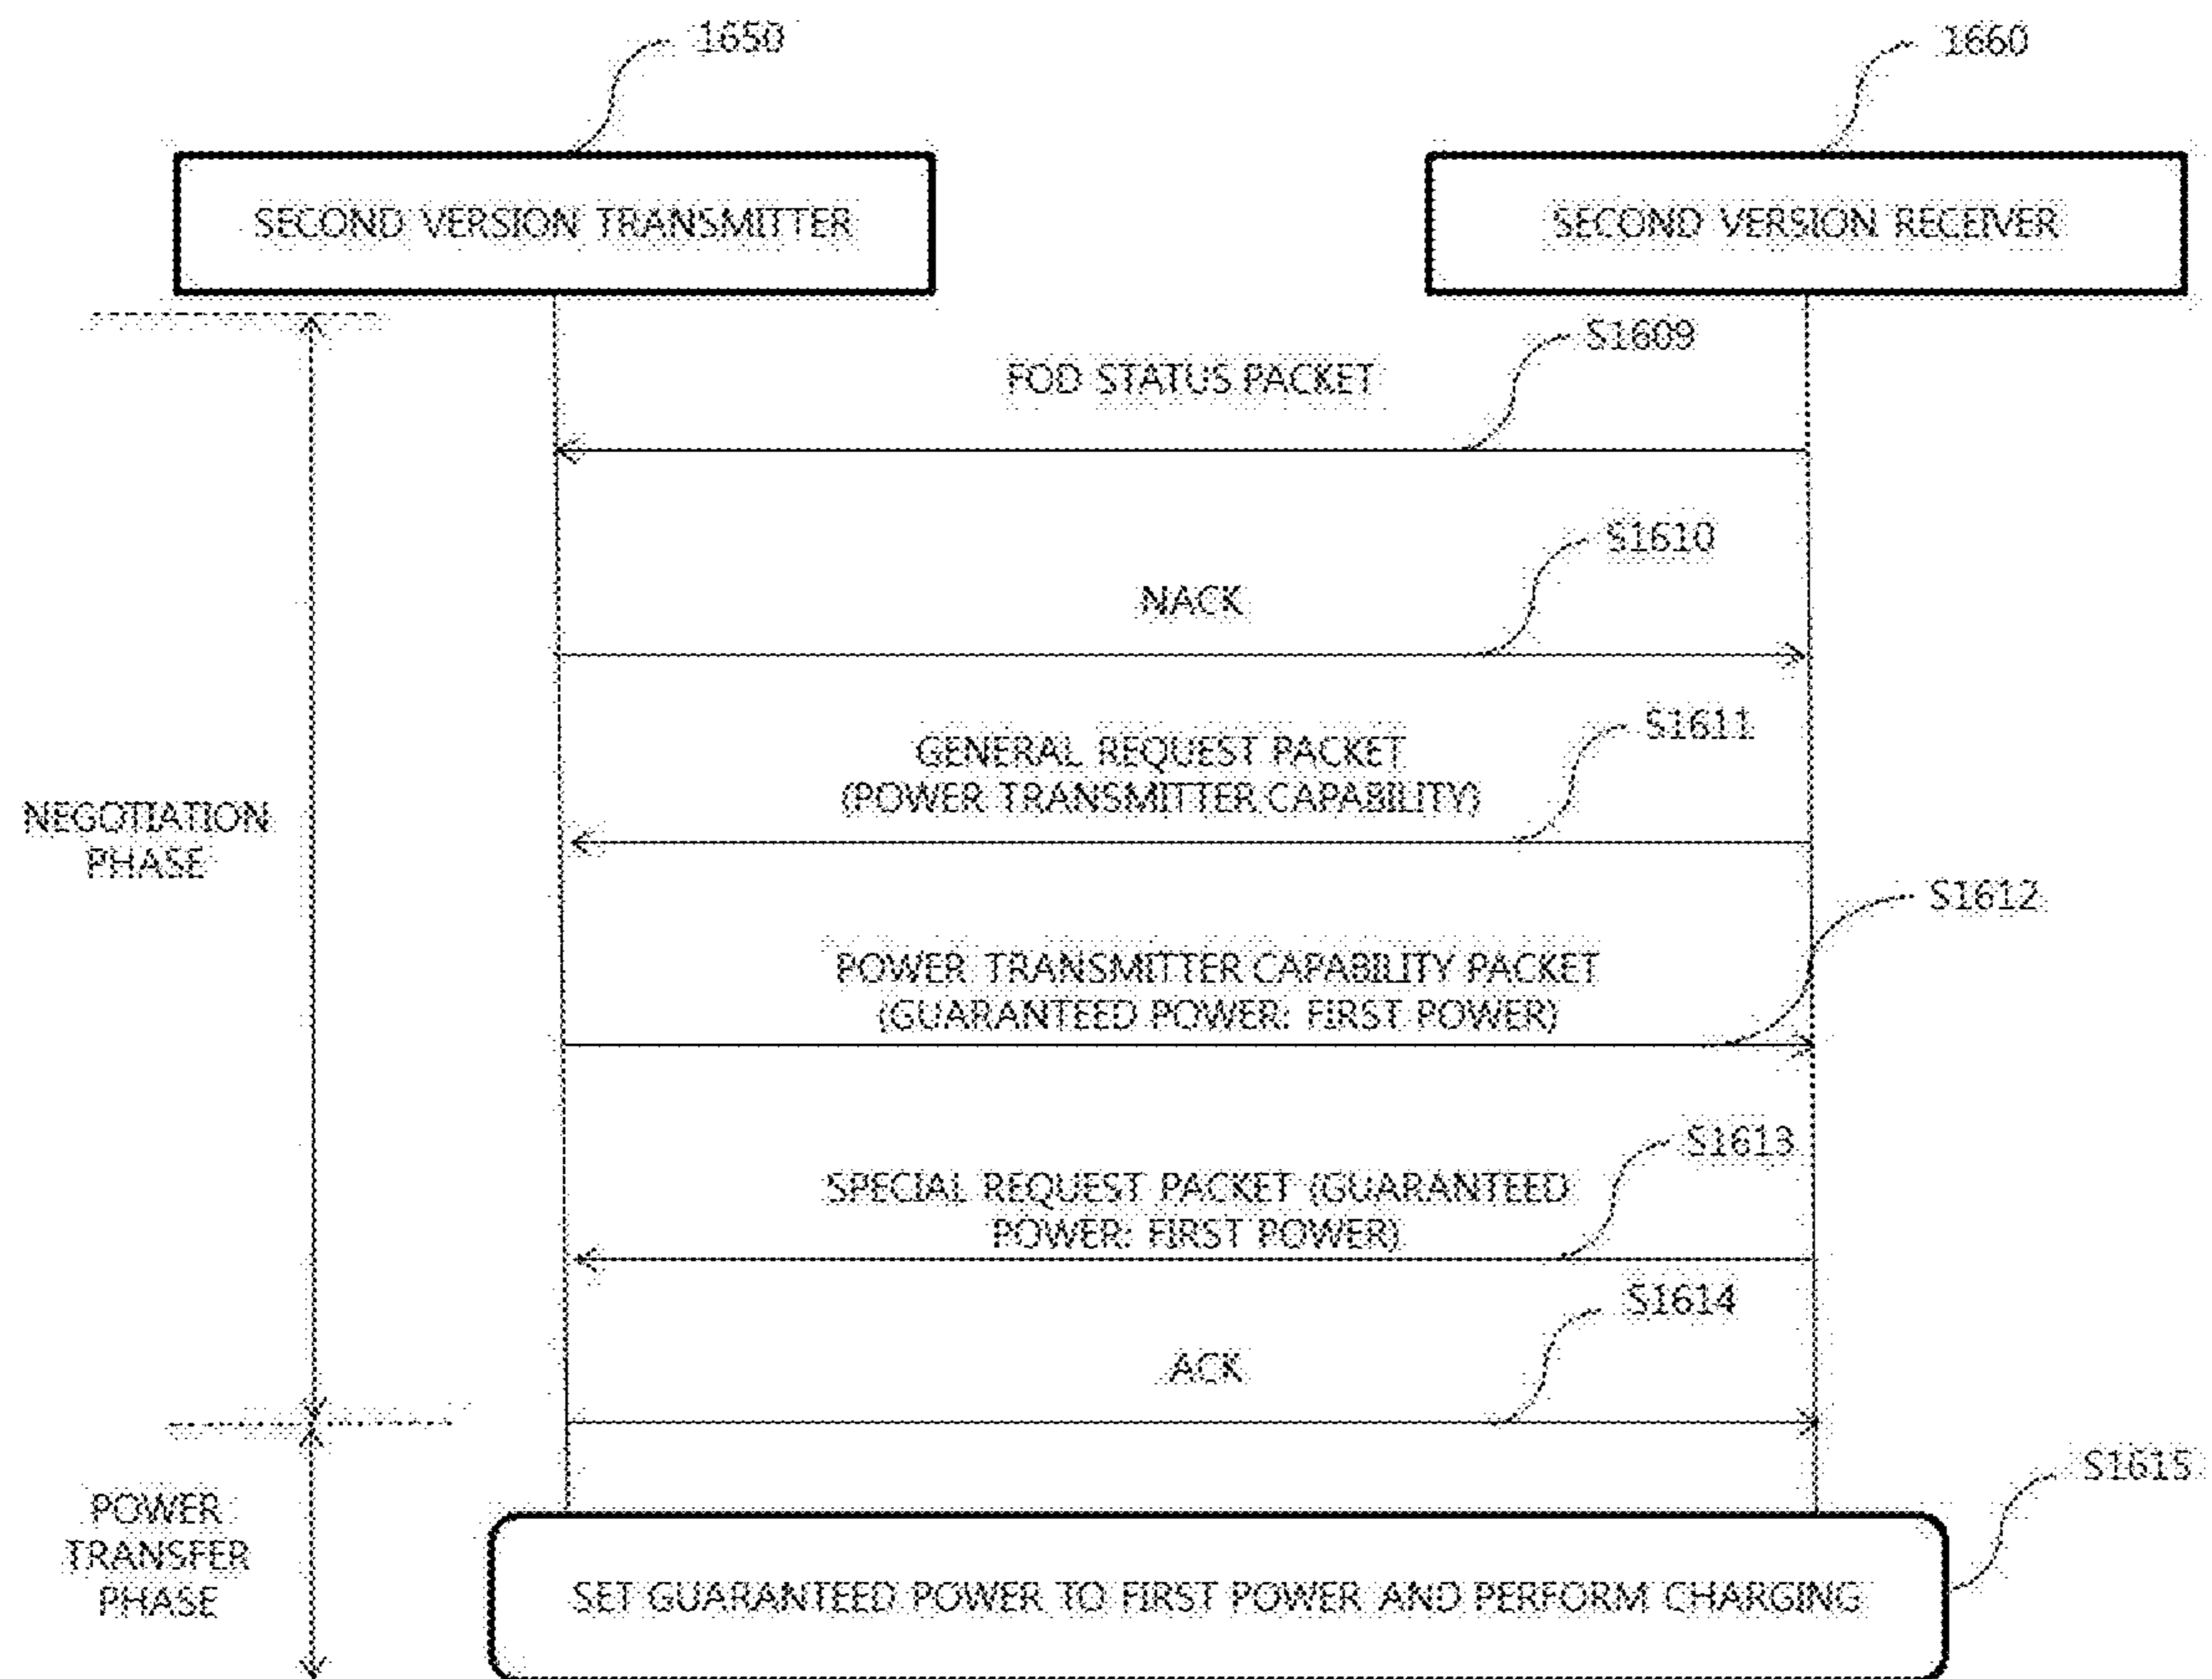 1650
1660
SECOND VERSION TRANSMITTER
SECOND VERSION RECEIVER
S1609
FOD STATUS PACKET
S1610
NACK
S1611
GENERAL REQUEST PACKET
(POWER TRANSMITTER CAPABILITY)
NEGOTIATION
PHASE
S1612
POWER TRANSMITTER CAPABILITY PACKET
(GUARANTEED POWER: FIRST POWER)
S1613
SPECIAL REQUEST PACKET (GUARANTEED
POWER: FIRST POWER)
S1614
ACK
S1615
POWER
TRANSFER
PHASE
SET GUARANTEED POWER TO FIRST POWER AND PERFORM CHARGING